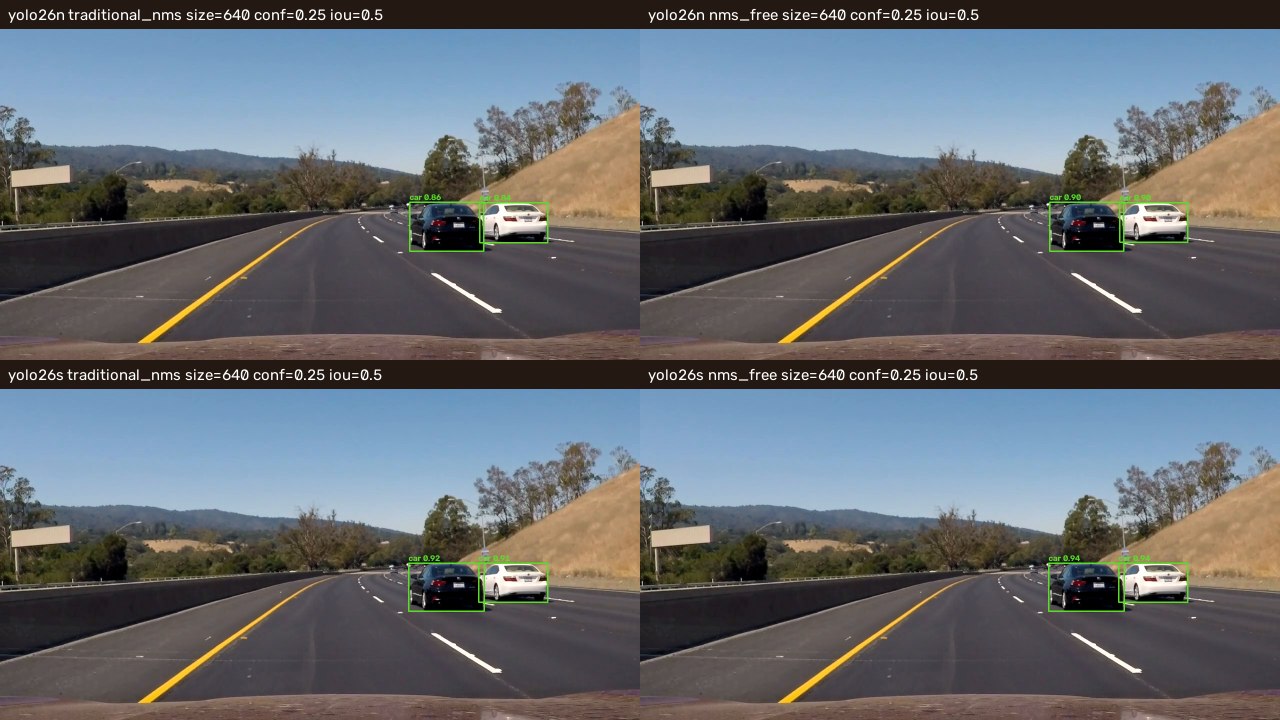 yolo26n traditional_nms size=640 conf=0.25 iou=0.5
yolo26n nms_free size=640 conf=0.25 iou=0.5
car 0.86
car 0.90
yolo26s traditional_nms size=640 conf=0.25 iou=0.5
yolo26s nms_free size=640 conf=0.25 iou=0.5
car 0.92
car 0.94